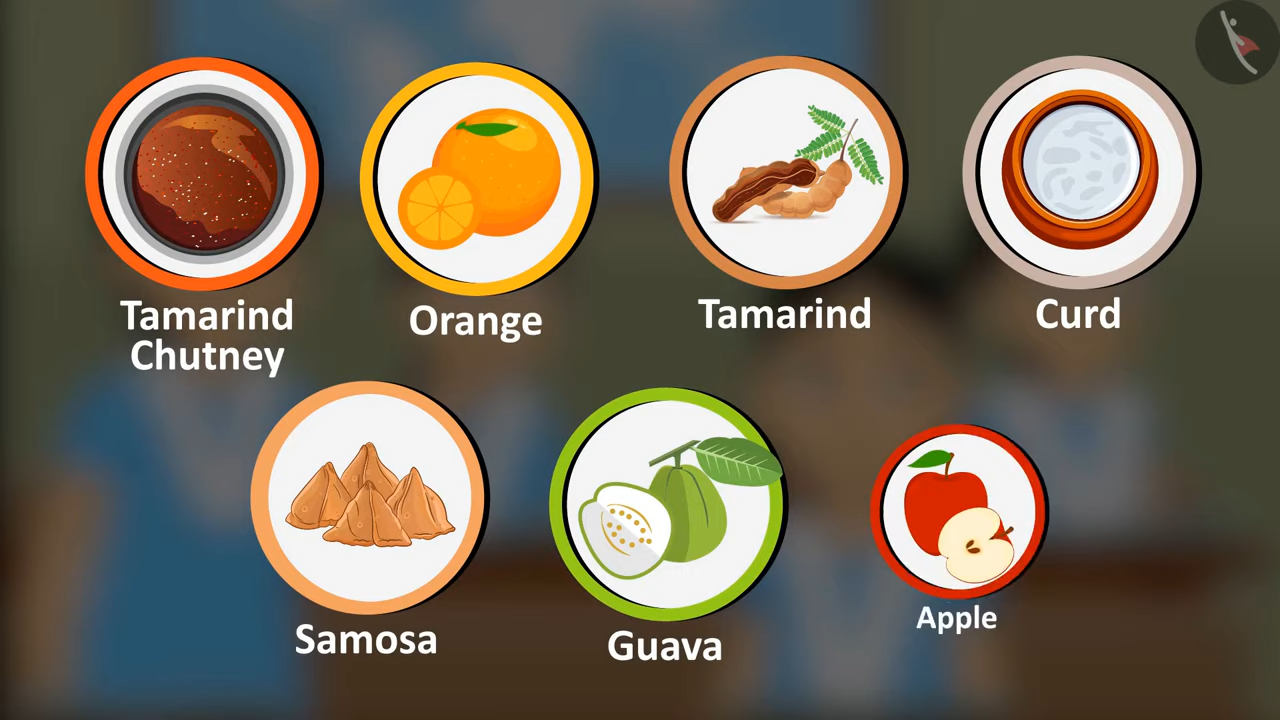 Tamarind
Chutney
Orange
Tamarind
Curd
Samosa
Guava
Apple